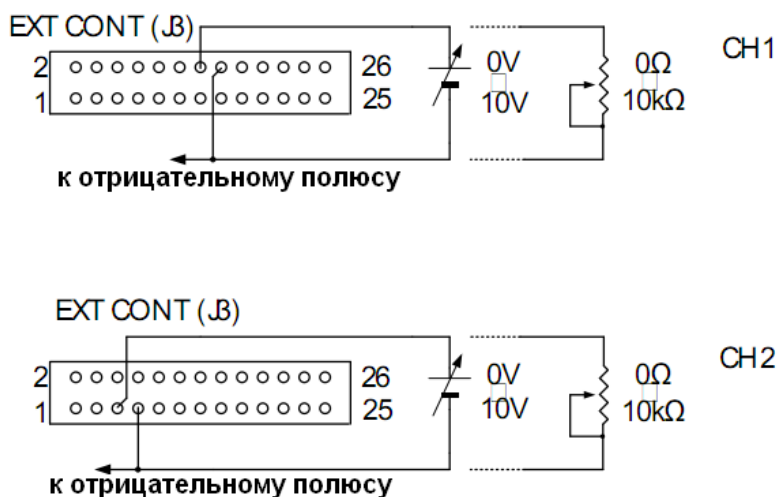 EXT CONT (J3)
CH1
2
26
0V
0Ω
1
25
10V
10kΩ
к отрицательному полюсу
EXT CONT (J3)
CH2
2
26
0V
0Ω
1
25
10V
10kΩ
к отрицательному полюсу